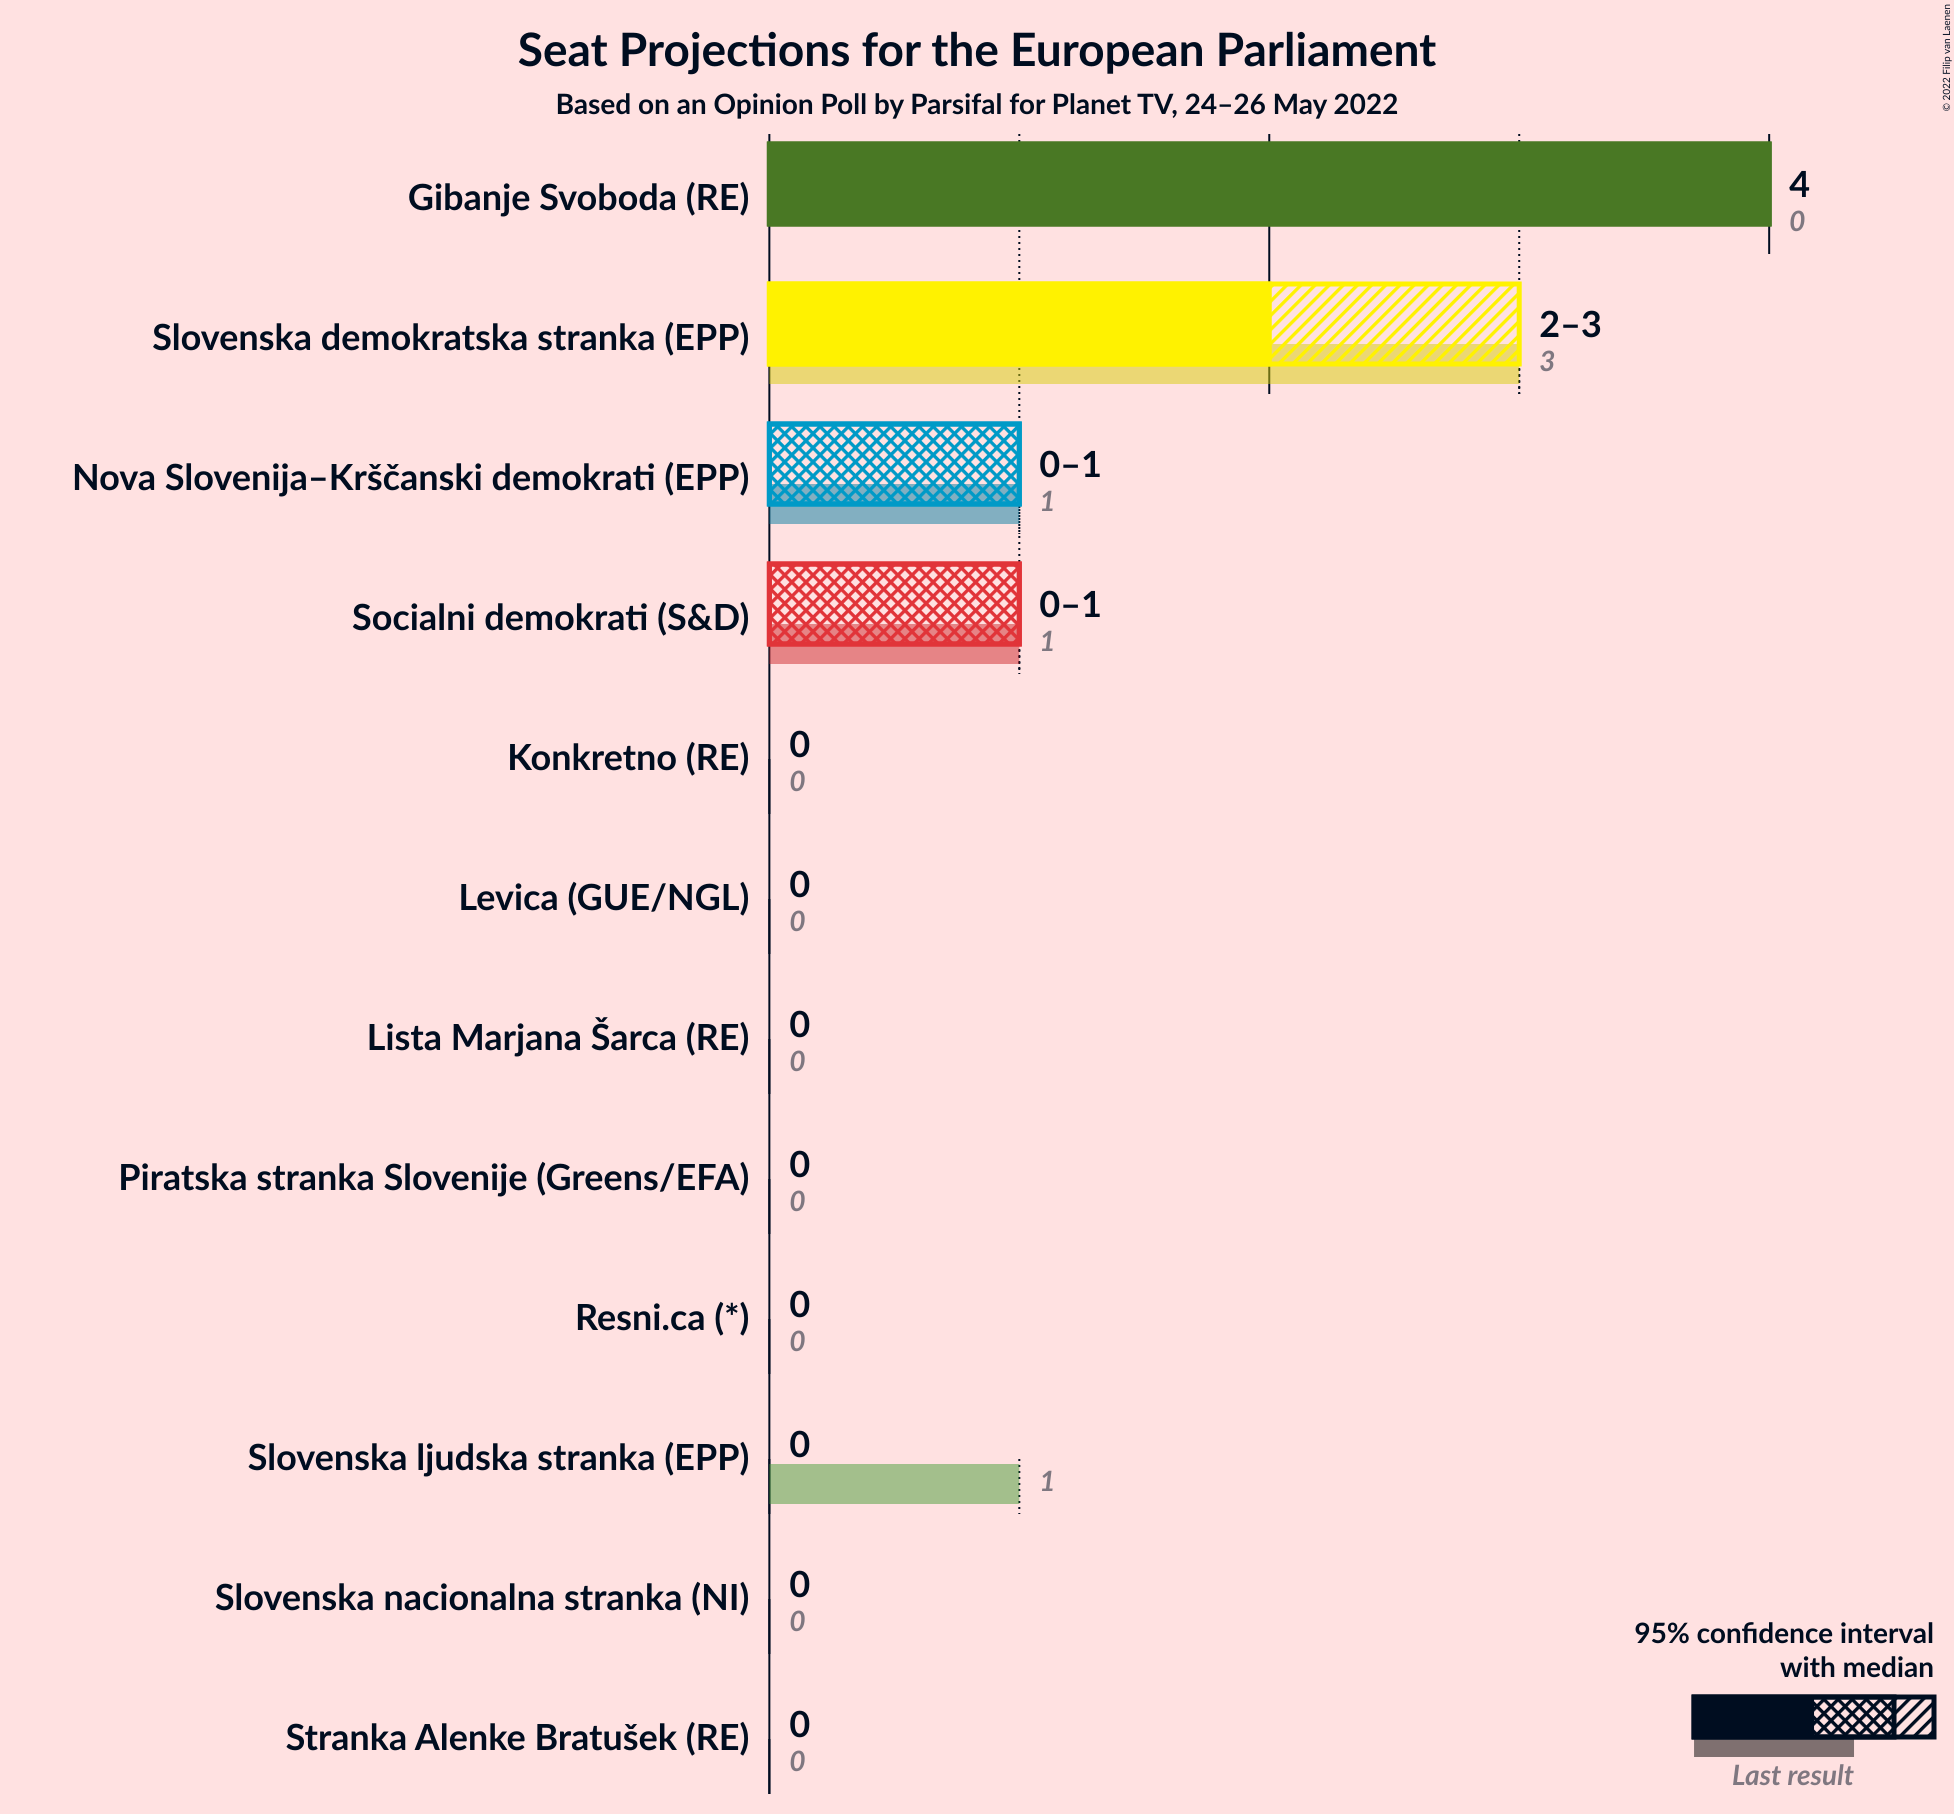 Seat Projections for the European Parliament
Based on an Opinion Poll by Parsifal for Planet TV, 24–26 May 2022
© 2022 Filip van Laenen
Gibanje Svoboda (RE)
4
0
Slovenska demokratska stranka (EPP)
2–3
3
Nova Slovenija–Krščanski demokrati (EPP)
0–1
1
Socialni demokrati (S&D)
0–1
1
Konkretno (RE)
0
0
Levica (GUE/NGL)
0
0
Lista Marjana Šarca (RE)
0
0
Piratska stranka Slovenije (Greens/EFA)
0
0
Resni.ca (*)
0
0
Slovenska ljudska stranka (EPP)
0
1
Slovenska nacionalna stranka (NI)
0
0
Stranka Alenke Bratušek (RE)
0
0
95% confidence interval
with median
Last result